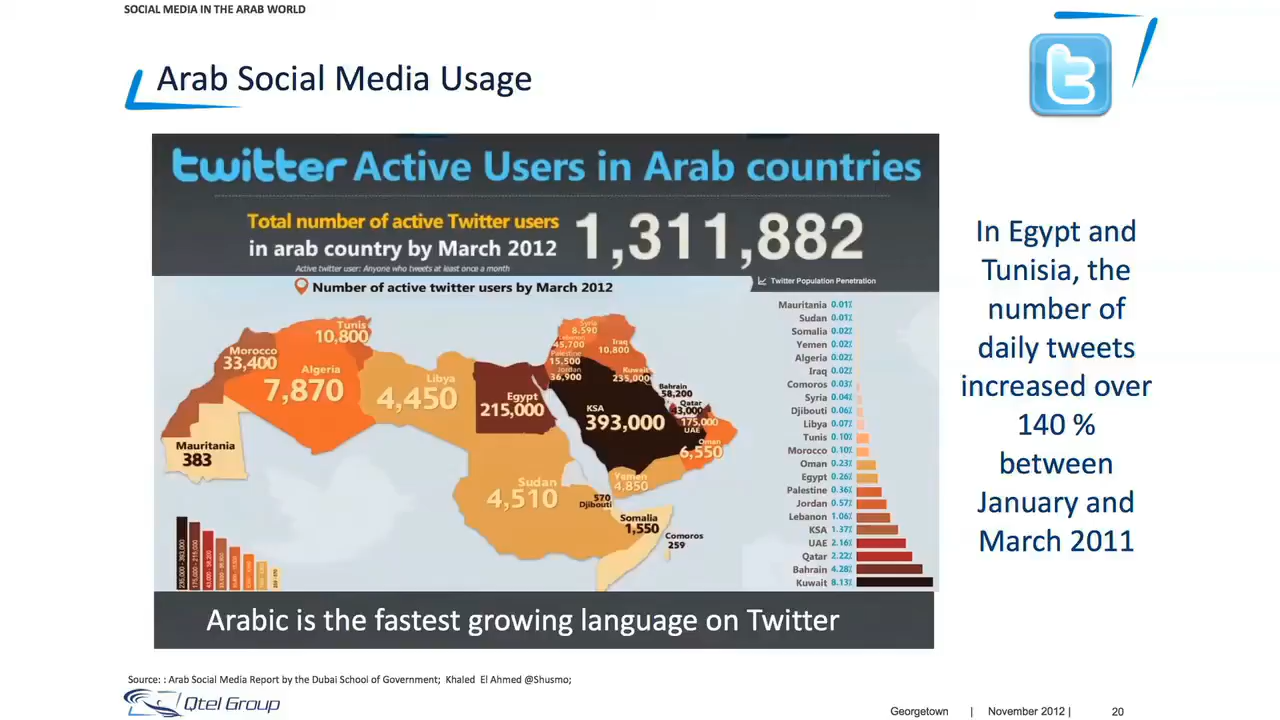 SOCIAL MEDIA IN THE ARAB WORLD
Arab Social Media Usage
twitter Active Users in Arab countries
Total number of active Twitter users
in arab country by March 2012
1,311,882
Active twitter user: Anyone who tweets at least once a month
Number of active twitter users by March 2012
Twitter Population Penetration
Tunis
10,800
Morocco
33,400
Algeria
7,870
Libya
4,450
Egypt
215,000
Mauritania
383
Sudan
4,510
Syria
8,590
Lebanon
45,700
Palestine
15,500
Jordan
36,900
Iraq
10,800
Kuwait
235,000
KSA
393,000
Bahrain
58,200
Qatar
175,000
UAE
Oman
6,550
Yemen
4,850
570
Djibouti
Somalia
1,550
Comoros
259
Mauritania 0.01%
Sudan 0.01%
Somalia 0.02%
Yemen 0.02%
Algeria 0.02%
Iraq 0.02%
Comoros 0.03%
Syria 0.04%
Djibouti 0.06%
Libya 0.07%
Tunis 0.10%
Morocco 0.10%
Oman 0.23%
Egypt 0.26%
Palestine 0.36%
Jordan 0.57%
Lebanon 1.06%
KSA 1.37%
UAE 2.16%
Qatar 2.22%
Bahrain 4.28%
Kuwait 8.13%
Arabic is the fastest growing language on Twitter
In Egypt and
Tunisia, the
number of
daily tweets
increased over
140 %
between
January and
March 2011
Source: : Arab Social Media Report by the Dubai School of Government; Khaled El Ahmed @Shusmo;
Qtel Group
Georgetown | November 2012 | 20